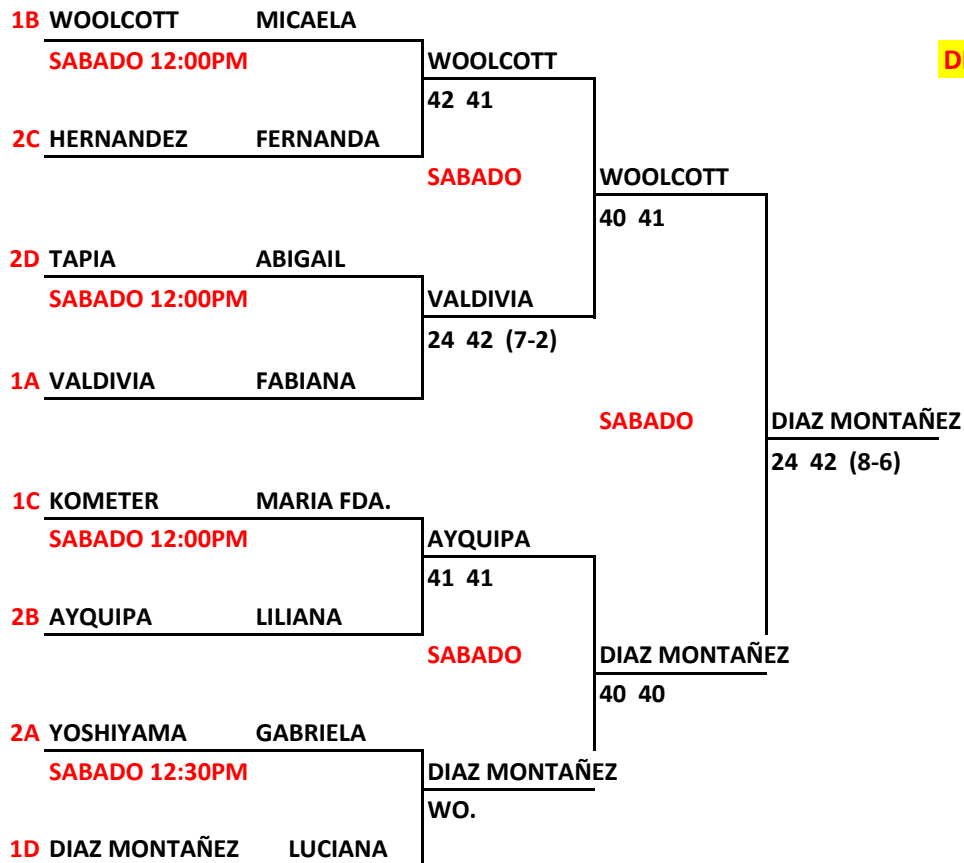 1B WOOLCOTT MICAELA
SABADO 12:00PM
WOOLCOTT
42 41
2C HERNANDEZ FERNANDA
SABADO
WOOLCOTT
40 41
2D TAPIA ABIGAIL
SABADO 12:00PM
VALDIVIA
24 42 (7-2)
1A VALDIVIA FABIANA
SABADO
DIAZ MONTAÑEZ
24 42 (8-6)
1C KOMETER MARIA FDA.
SABADO 12:00PM
AYQUIPA
41 41
2B AYQUIPA LILIANA
SABADO
DIAZ MONTAÑEZ
40 40
2A YOSHIYAMA GABRIELA
SABADO 12:30PM
DIAZ MONTAÑEZ
WO.
1D DIAZ MONTAÑEZ LUCIANA